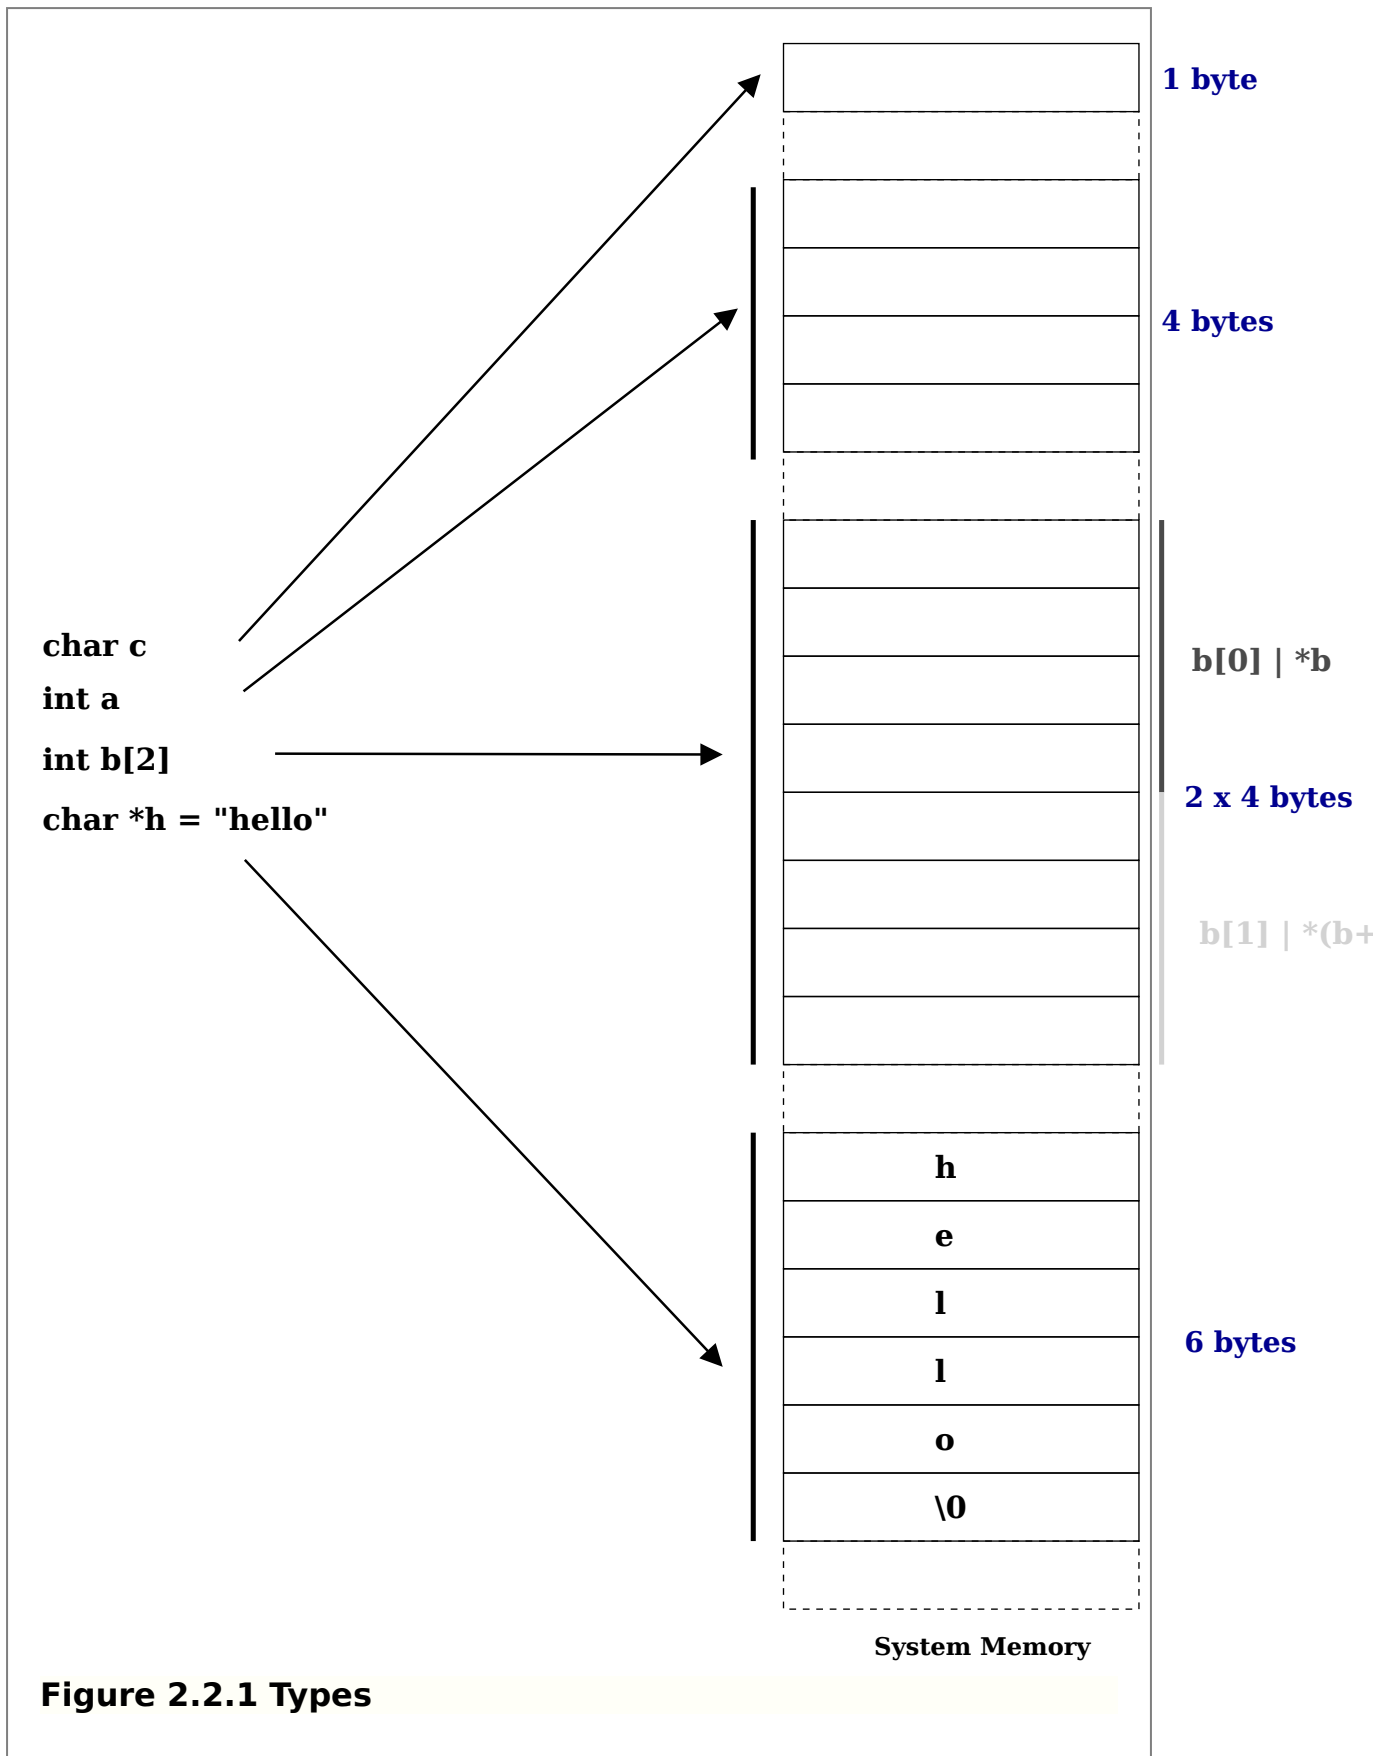 1 byte
4 bytes
char c
int a
int b[2]
char *h = "hello"
b[0] | *b
2 x 4 bytes
b[1] | *(b+
h
e
l
l
o
\0
6 bytes
System Memory
Figure 2.2.1 Types